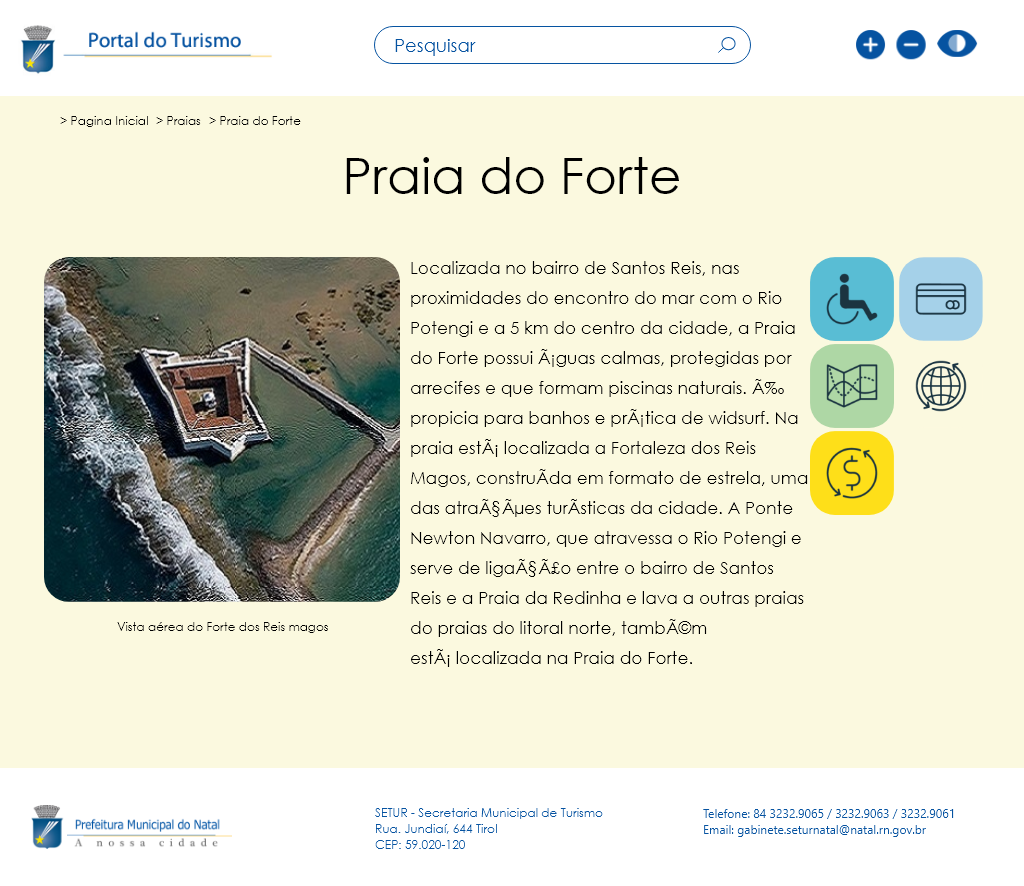 Portal do Turismo
Pesquisar
> Pagina Inicial > Praias > Praia do Forte
Praia do Forte
Localizada no bairro de Santos Reis, nas
proximidades do encontro do mar com o Rio
Potengi e a 5 km do centro da cidade, a Praia
do Forte possui Ã¡guas calmas, protegidas por
arrecifes e que formam piscinas naturais. Ã‰
propicia para banhos e prÃ¡tica de widsurf. Na
praia estÃ¡ localizada a Fortaleza dos Reis
Magos, construÃda em formato de estrela, uma
das atraÃ§Ãµes turÃsticas da cidade. A Ponte
Newton Navarro, que atravessa o Rio Potengi e
serve de ligaÃ§Ã£o entre o bairro de Santos
Reis e a Praia da Redinha e lava a outras praias
do praias do litoral norte, tambÃ©m
estÃ¡ localizada na Praia do Forte.
Vista aérea do Forte dos Reis magos
Prefeitura Municipal do Natal
A nossa cidade
SETUR - Secretaria Municipal de Turismo
Rua. Jundiaí, 644 Tirol
CEP: 59.020-120
Telefone: 84 3232.9065 / 3232.9063 / 3232.9061
Email: gabinete.seturnatal@natal.rn.gov.br